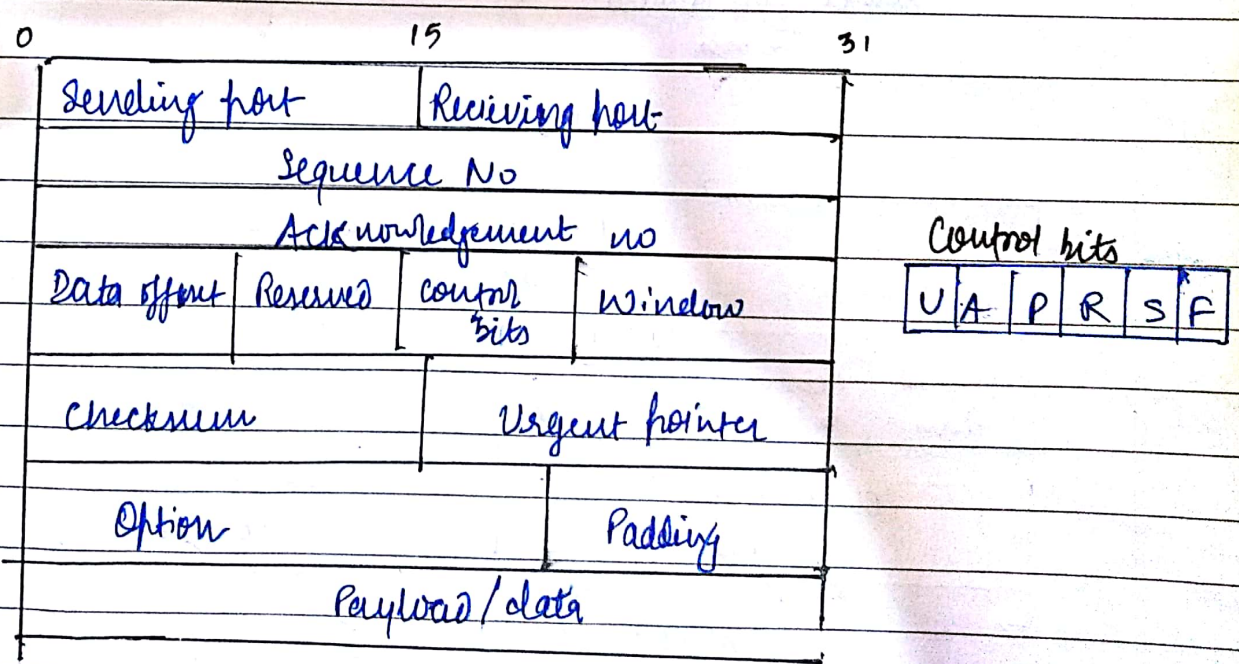 0 15 31
Sending port Recieving port
Sequence No
Acknowledgement no
Control bits
Data offset Reserved control bits Window
U A P R S F
Checksum Urgent pointer
Option Padding
Payload/data